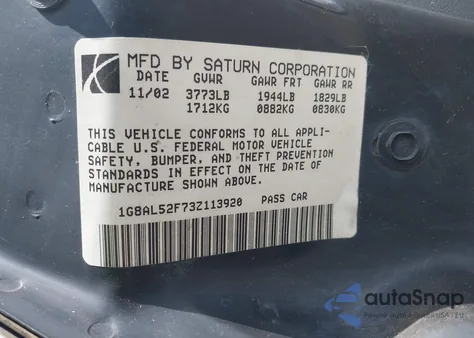 MFD BY SATURN CORPORATION
DATE GVWR GAWR FRT GAWR RR
11/02 3773LB 1944LB 1829LB
1712KG 0882KG 0830KG
THIS VEHICLE CONFORMS TO ALL APPLI-
CABLE U.S. FEDERAL MOTOR VEHICLE
SAFETY, BUMPER, AND THEFT PREVENTION
STANDARDS IN EFFECT ON THE DATE OF
MANUFACTURE SHOWN ABOVE.
1G8AL52F73Z113920 PASS CAR
autoSnap